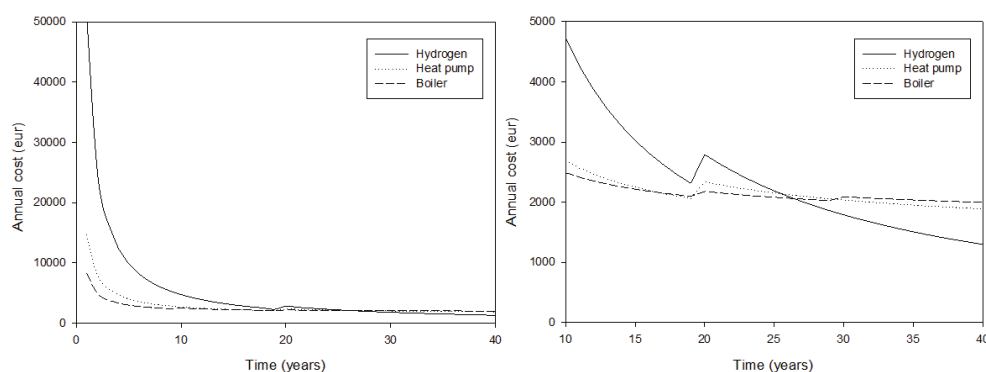 50000
40000
30000
20000
10000
0
Annual cost (eur)
Hydrogen
Heat pump
Boiler
0 10 20 30 40
Time (years)
5000
4000
3000
2000
1000
0
Annual cost (eur)
Hydrogen
Heat pump
Boiler
10 15 20 25 30 35 40
Time (years)